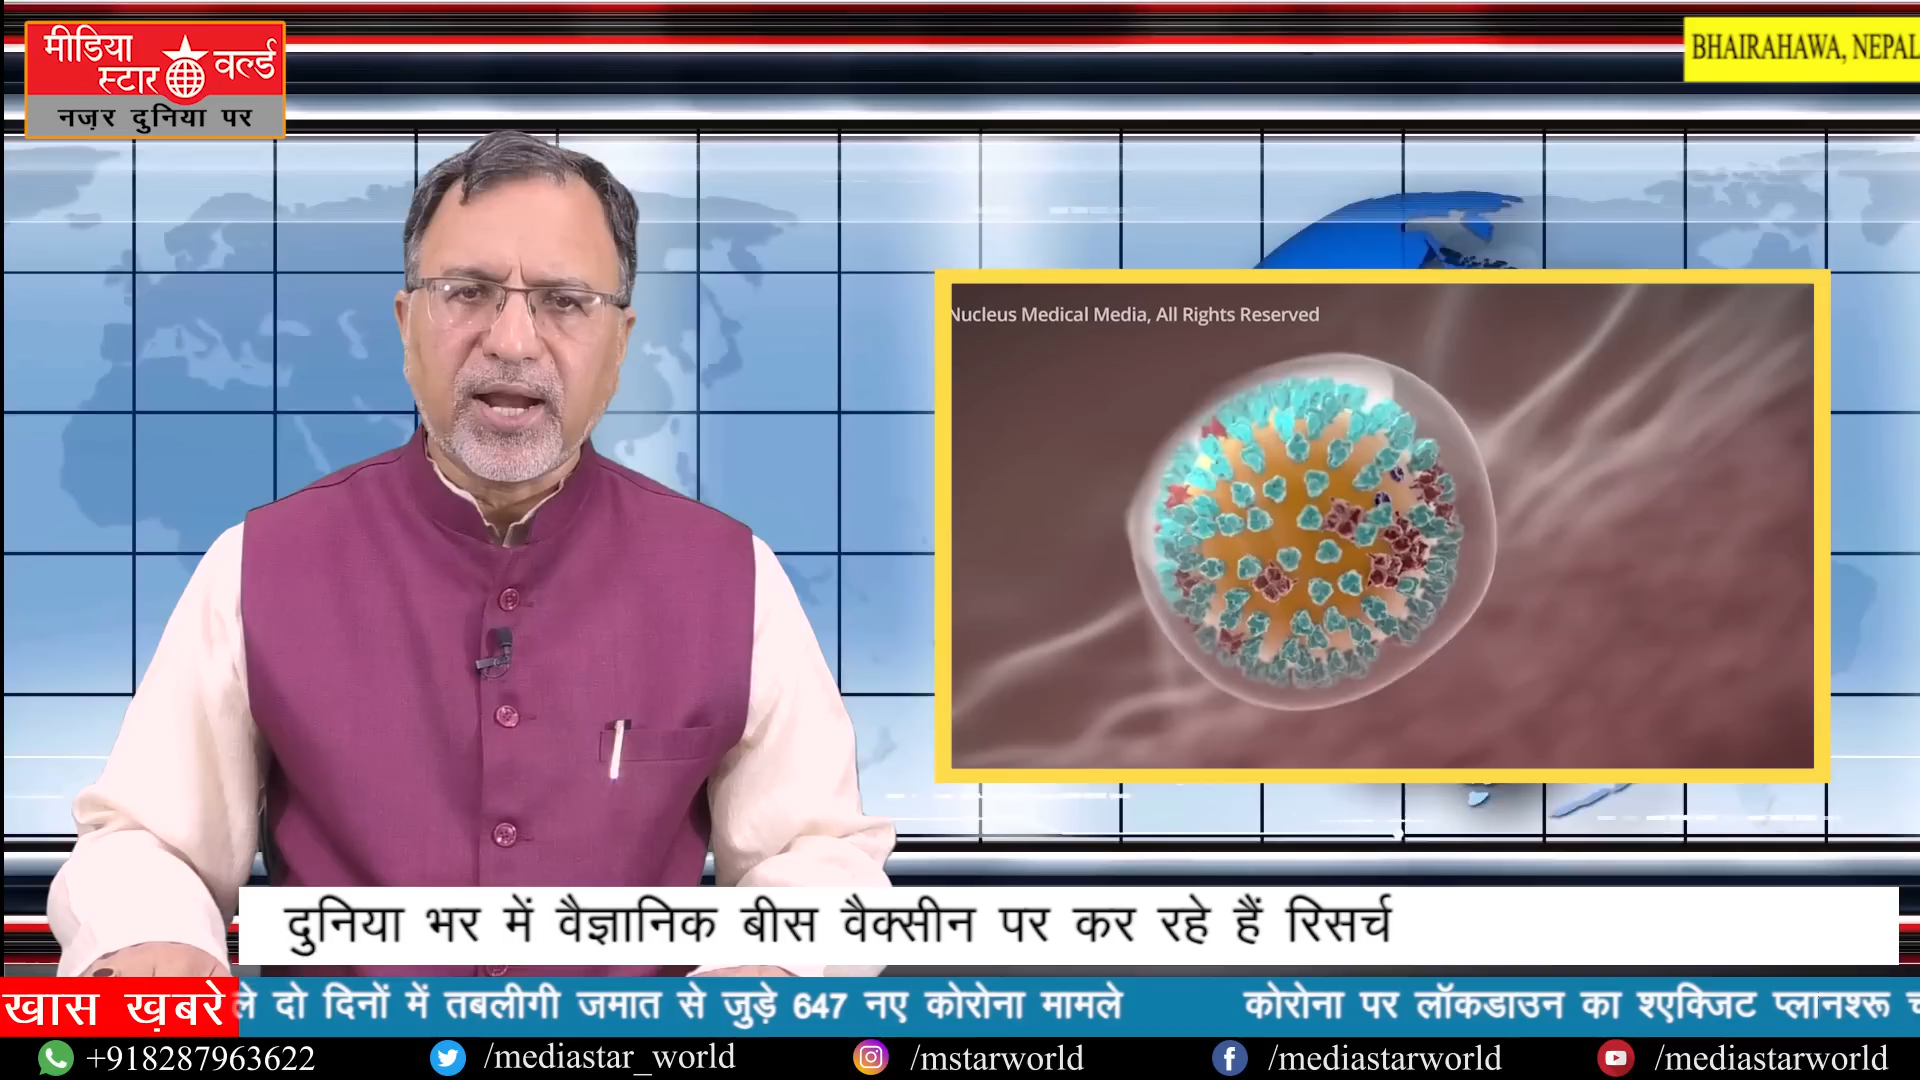 मीडिया
स्टार वर्ल्ड
नज़र दुनिया पर
BHAIRAHAWA, NEPAL
Nucleus Medical Media, All Rights Reserved
दुनिया भर में वैज्ञानिक बीस वैक्सीन पर कर रहे हैं रिसर्च
खास ख़बरे
ले दो दिनों में तबलीगी जमात से जुड़े 647 नए कोरोना मामले
कोरोना पर लॉकडाउन का श्एक्जिट प्लानश्रू
+918287963622
/mediastar_world
/mstarworld
/mediastarworld
/mediastarworld